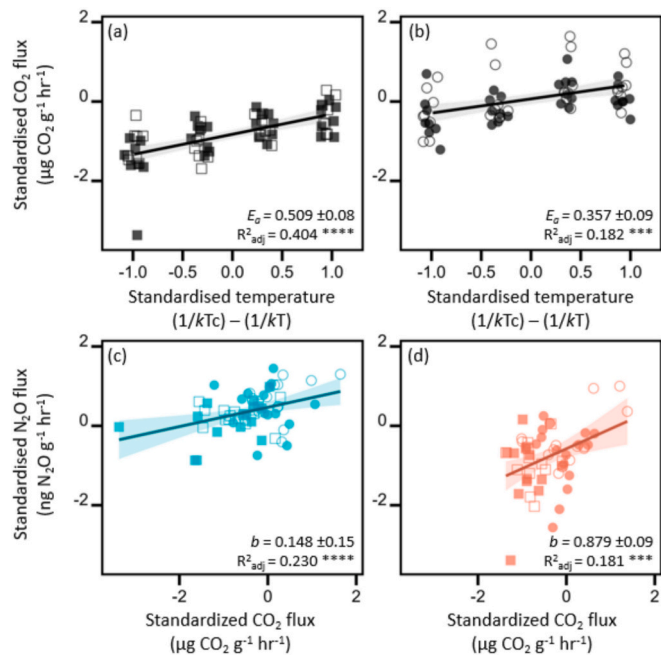 (a)
(b)
Standardised CO₂ flux
(µg CO₂ g⁻¹ hr⁻¹)
2
0
-2
2
0
-2
Eₐ = 0.509 ±0.08
R²adj = 0.404 ****
Eₐ = 0.357 ±0.09
R²adj = 0.182 ***
-1.0 -0.5 0.0 0.5 1.0
-1.0 -0.5 0.0 0.5 1.0
Standardised temperature
(1/kTc) – (1/kT)
Standardised temperature
(1/kTc) – (1/kT)
(c)
(d)
Standardised N₂O flux
(ng N₂O g⁻¹ hr⁻¹)
2
0
-2
2
0
-2
b = 0.148 ±0.15
R²adj = 0.230 ****
b = 0.879 ±0.09
R²adj = 0.181 ***
-2 0 2
-2 0 2
Standardized CO₂ flux
(µg CO₂ g⁻¹ hr⁻¹)
Standardized CO₂ flux
(µg CO₂ g⁻¹ hr⁻¹)